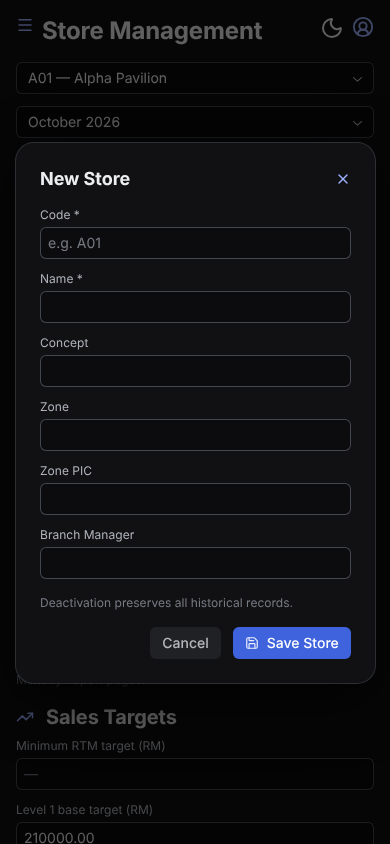 Store Management
A01 — Alpha Pavilion
October 2026
New Store
Code *
e.g. A01
Name *
Concept
Zone
Zone PIC
Branch Manager
Deactivation preserves all historical records.
Cancel
Save Store
Sales Targets
Minimum RTM target (RM)
—
Level 1 base target (RM)
210000.00